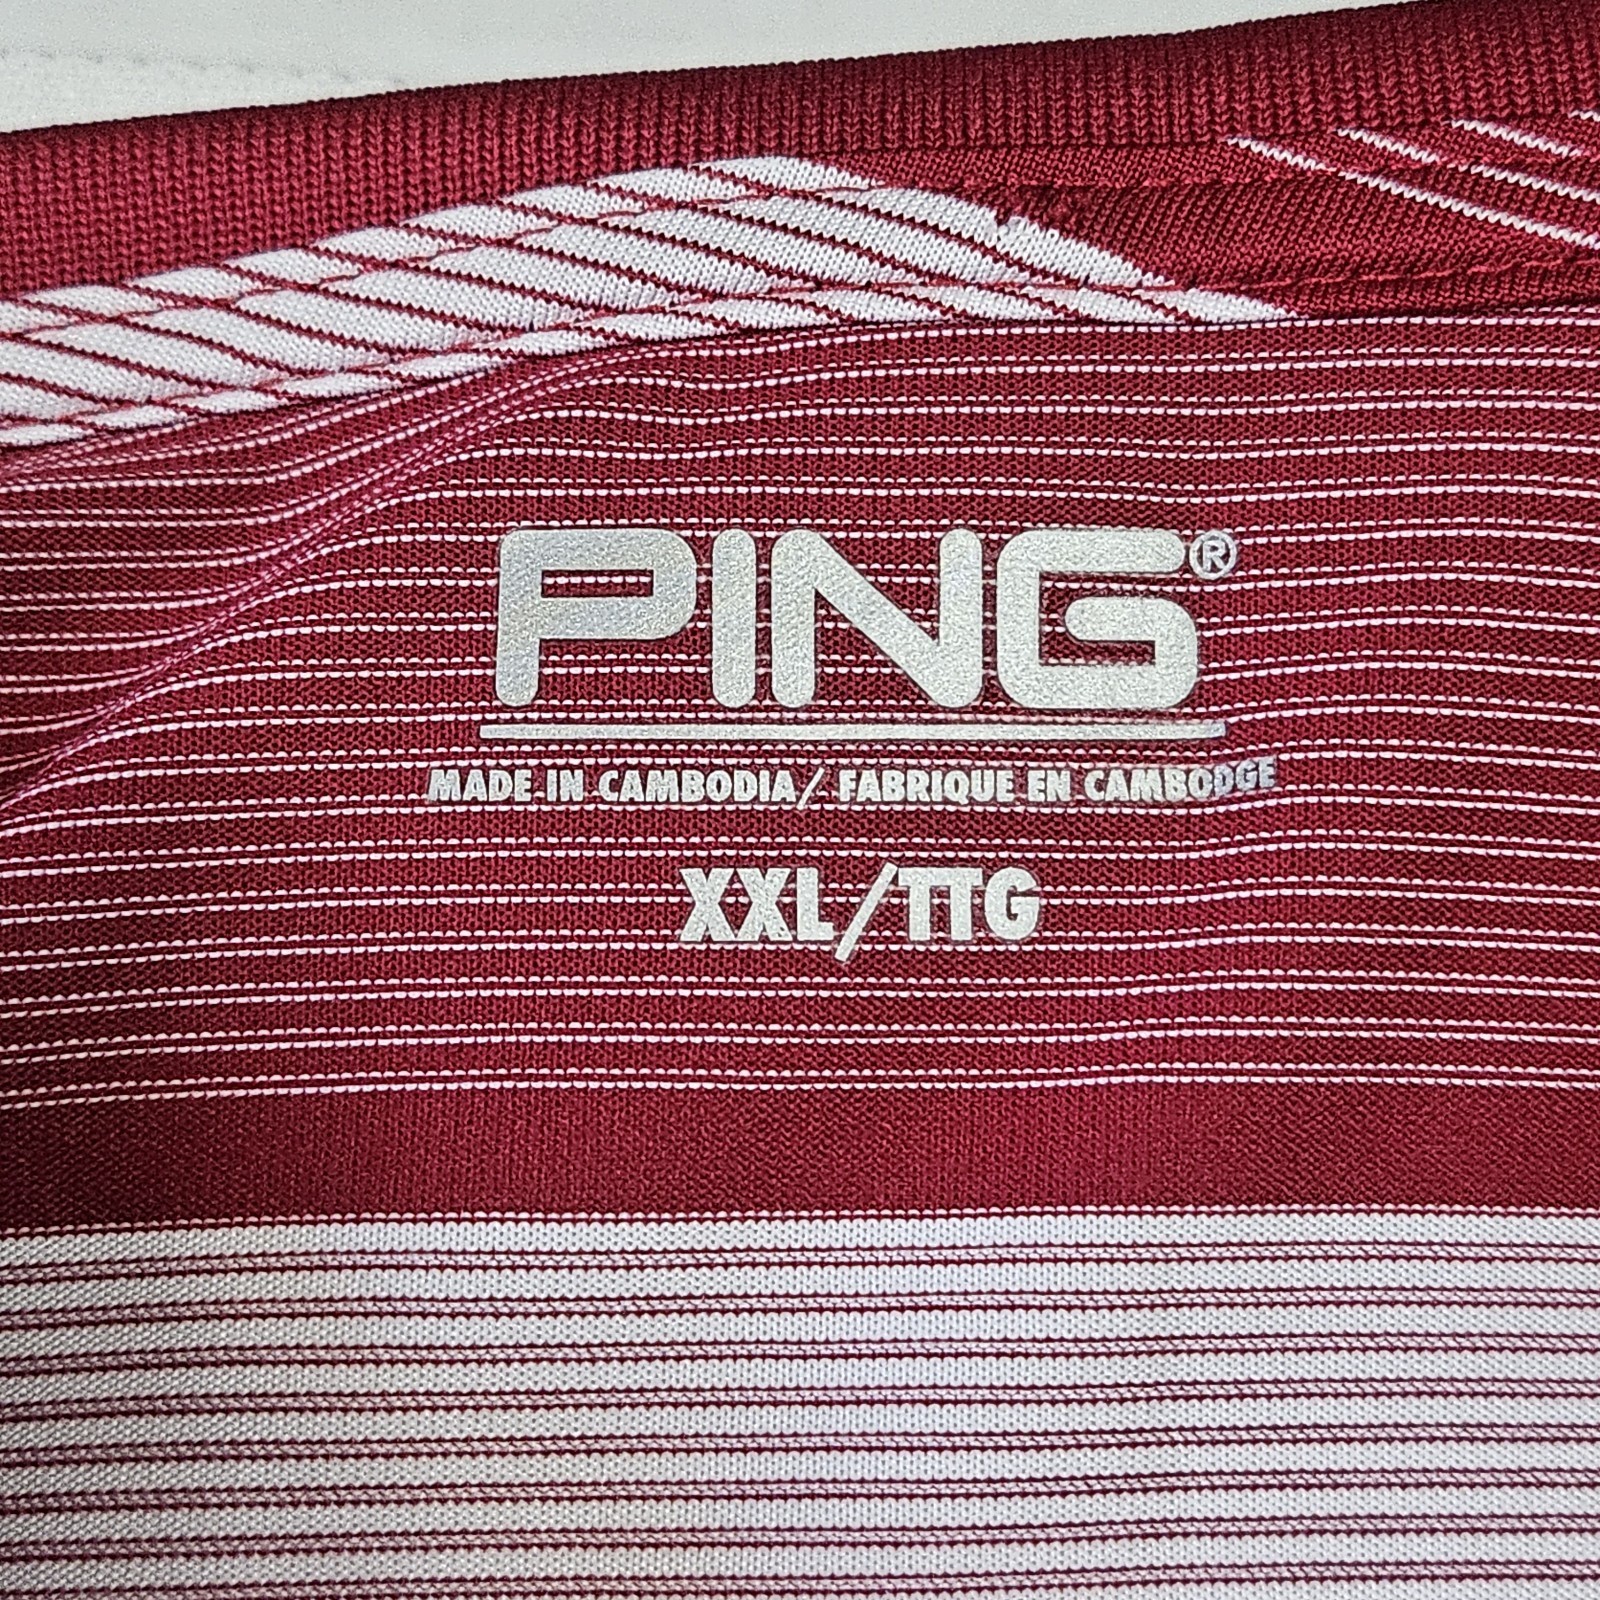 PING®
MADE IN CAMBODIA/ FABRIQUE EN CAMBODGE
XXL/TTG